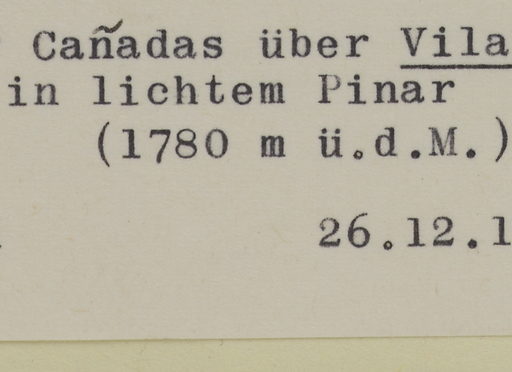 Cañadas über Vila
in lichtem Pinar
(1780 m ü.d.M.)
26.12.1